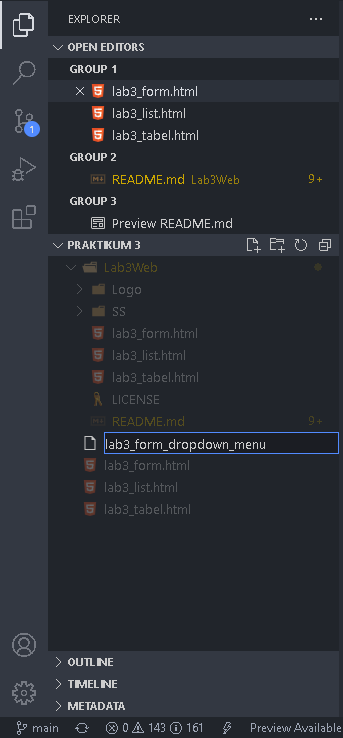 EXPLORER
OPEN EDITORS
GROUP 1
lab3_form.html
lab3_list.html
lab3_tabel.html
GROUP 2
README.md Lab3Web 9+
GROUP 3
Preview README.md
PRAKTIKUM 3
Lab3Web
Logo
SS
lab3_form.html
lab3_list.html
lab3_tabel.html
LICENSE
README.md 9+
lab3_form_dropdown_menu
lab3_form.html
lab3_list.html
lab3_tabel.html
OUTLINE
TIMELINE
METADATA
1
main 0 143 161 Preview Available